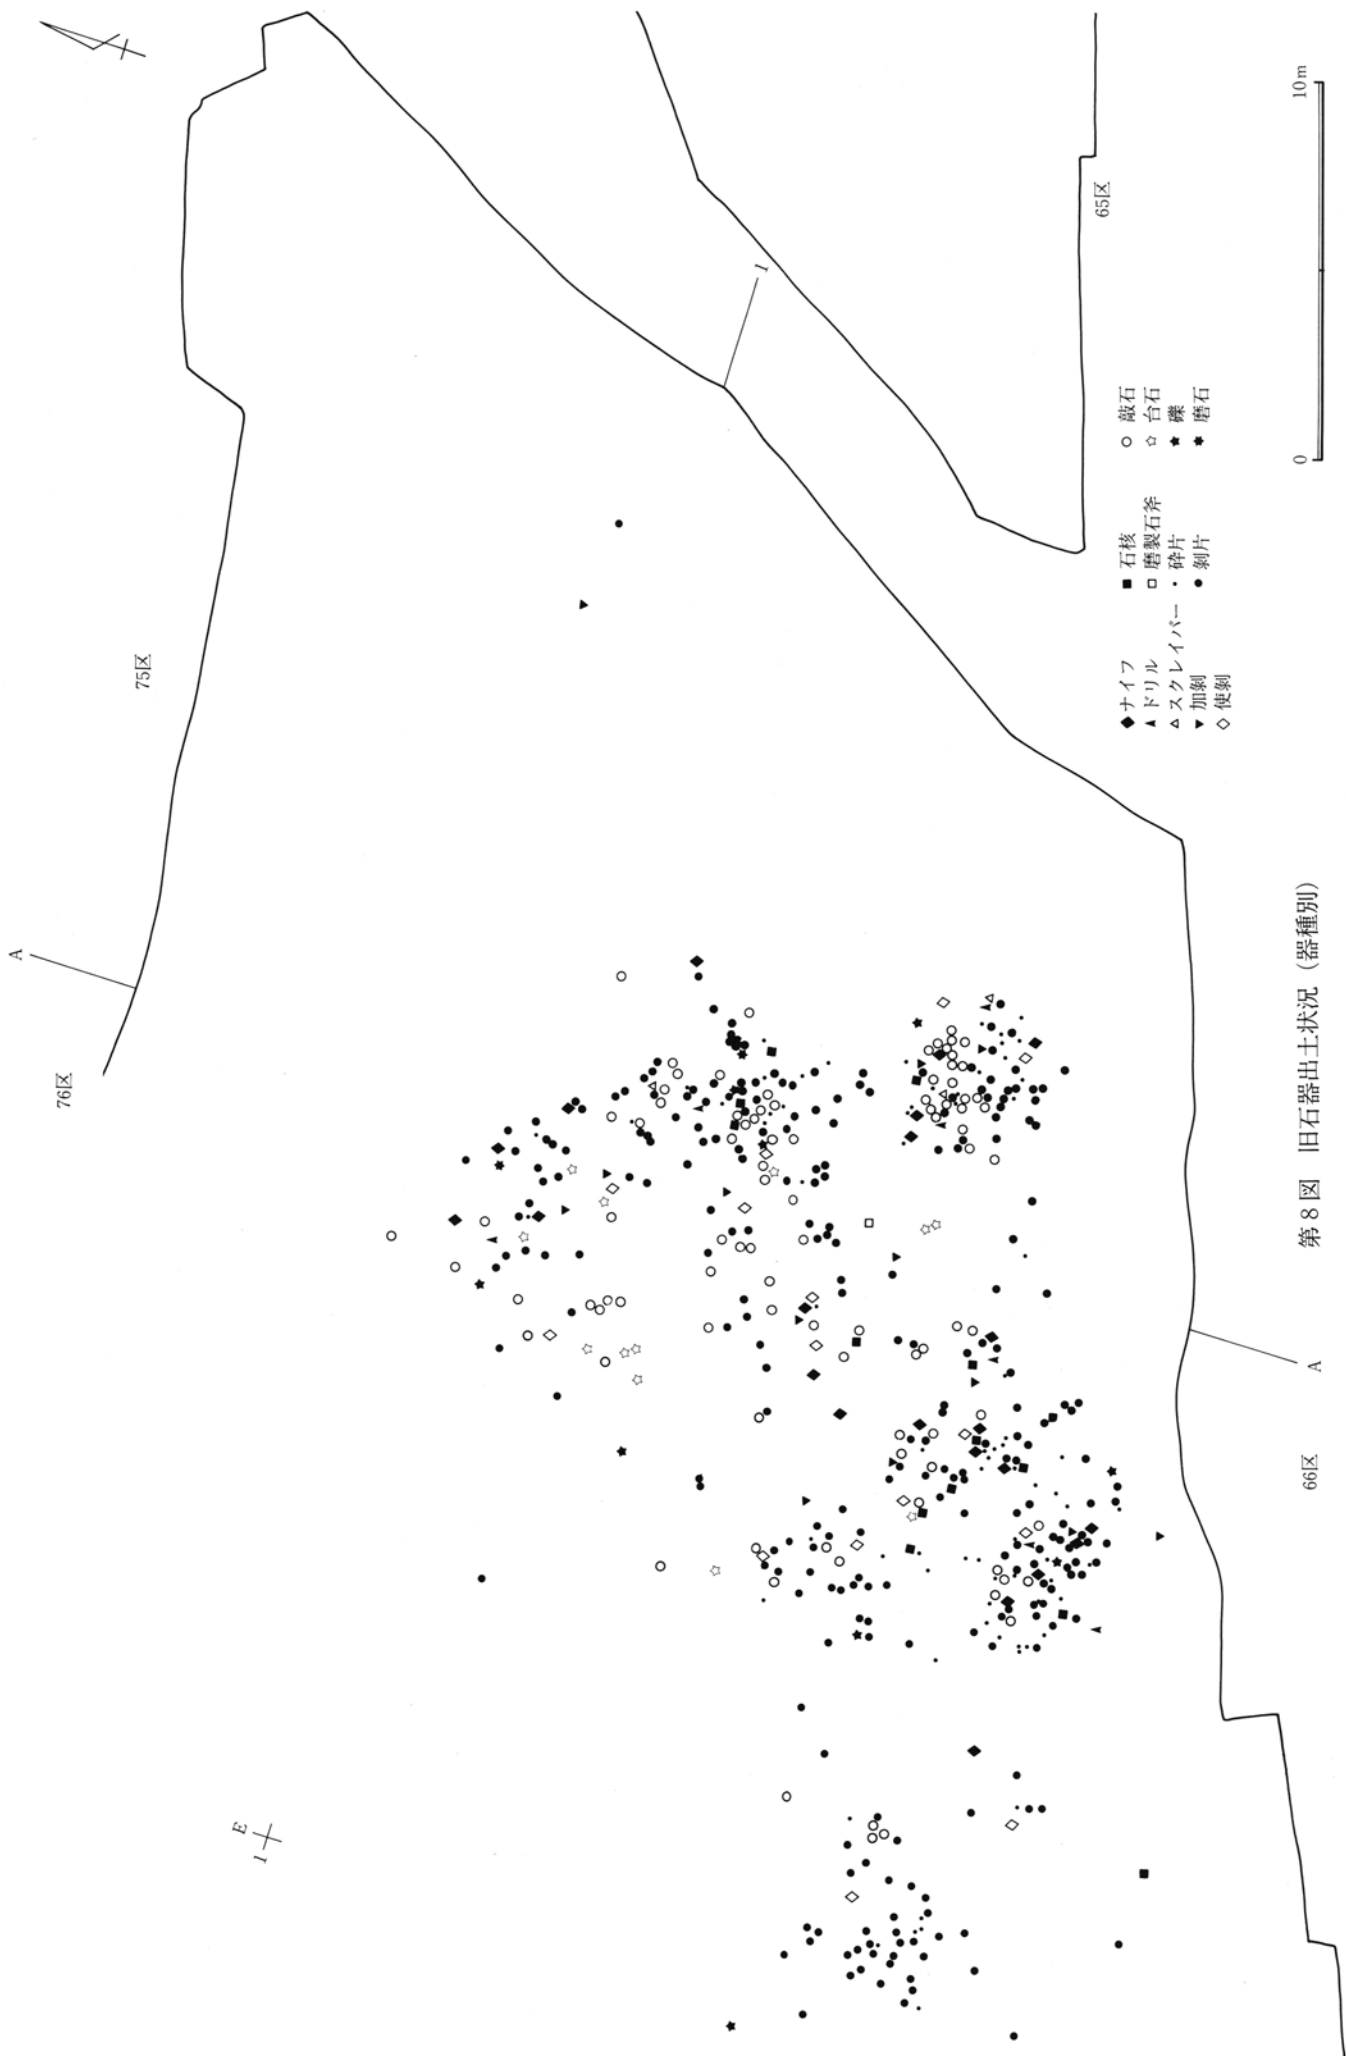 A
76区
75区
1
65区
E
1
◆ナイフ
▲ドリル
△スクレイパー
▼加剝
◇使剝
■石核
□磨製石斧
・砕片
●剝片
○敲石
☆台石
★礫
✸磨石
0
10m
A
66区
第8図 旧石器出土状況（器種別）